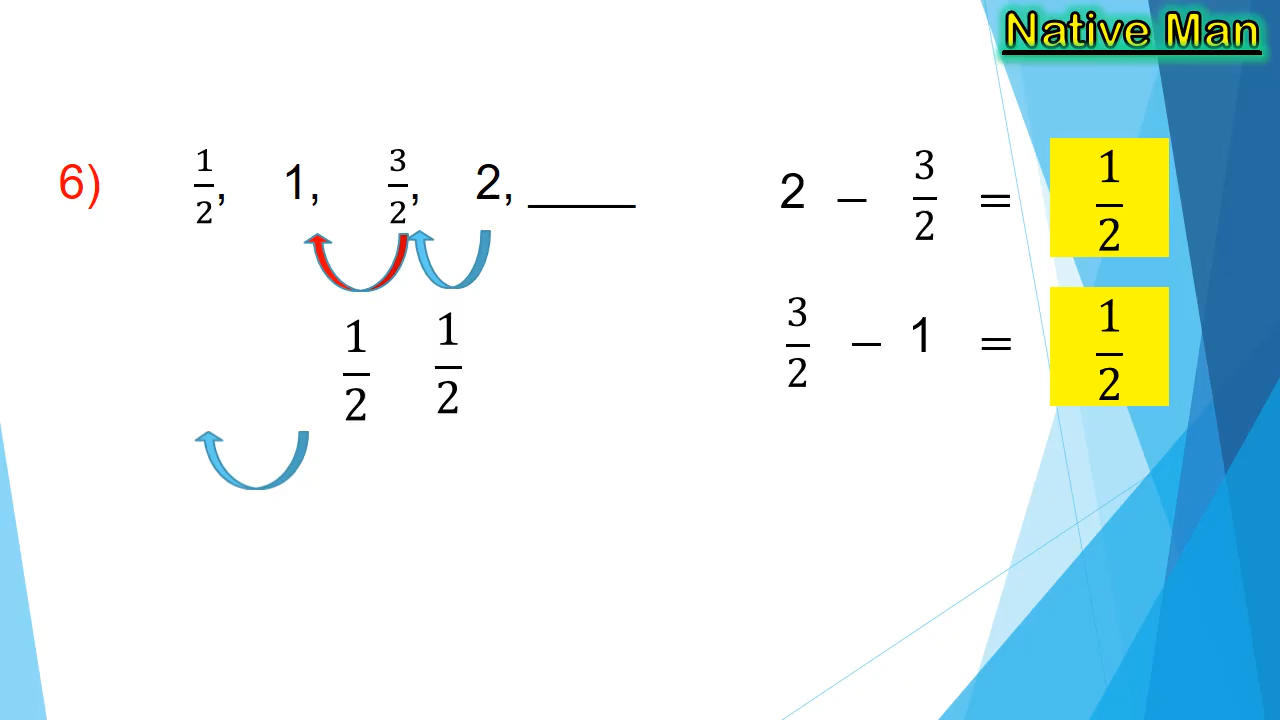 Native Man
6) 1/2, 1, 3/2, 2, ____
2 – 3/2 = 1/2
3/2 – 1 = 1/2
1/2 1/2